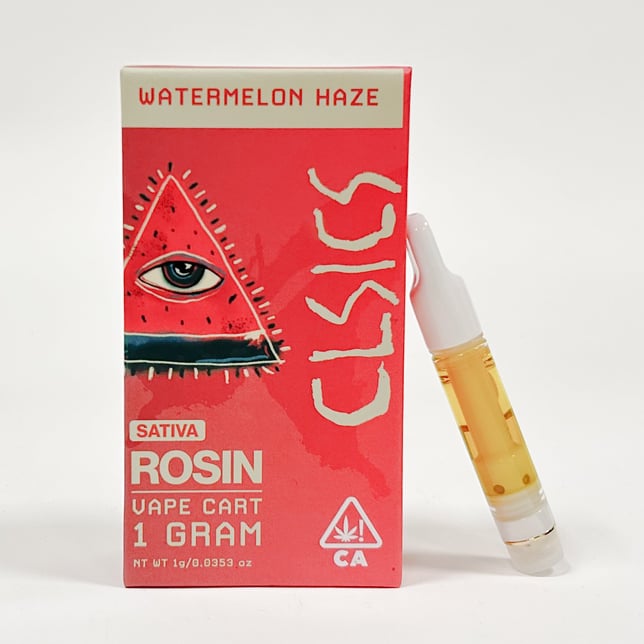 WATERMELON HAZE
CLSICS
SATIVA
ROSIN
VAPE CART
1 GRAM
NT WT 1g/0.0353 oz
!
CA